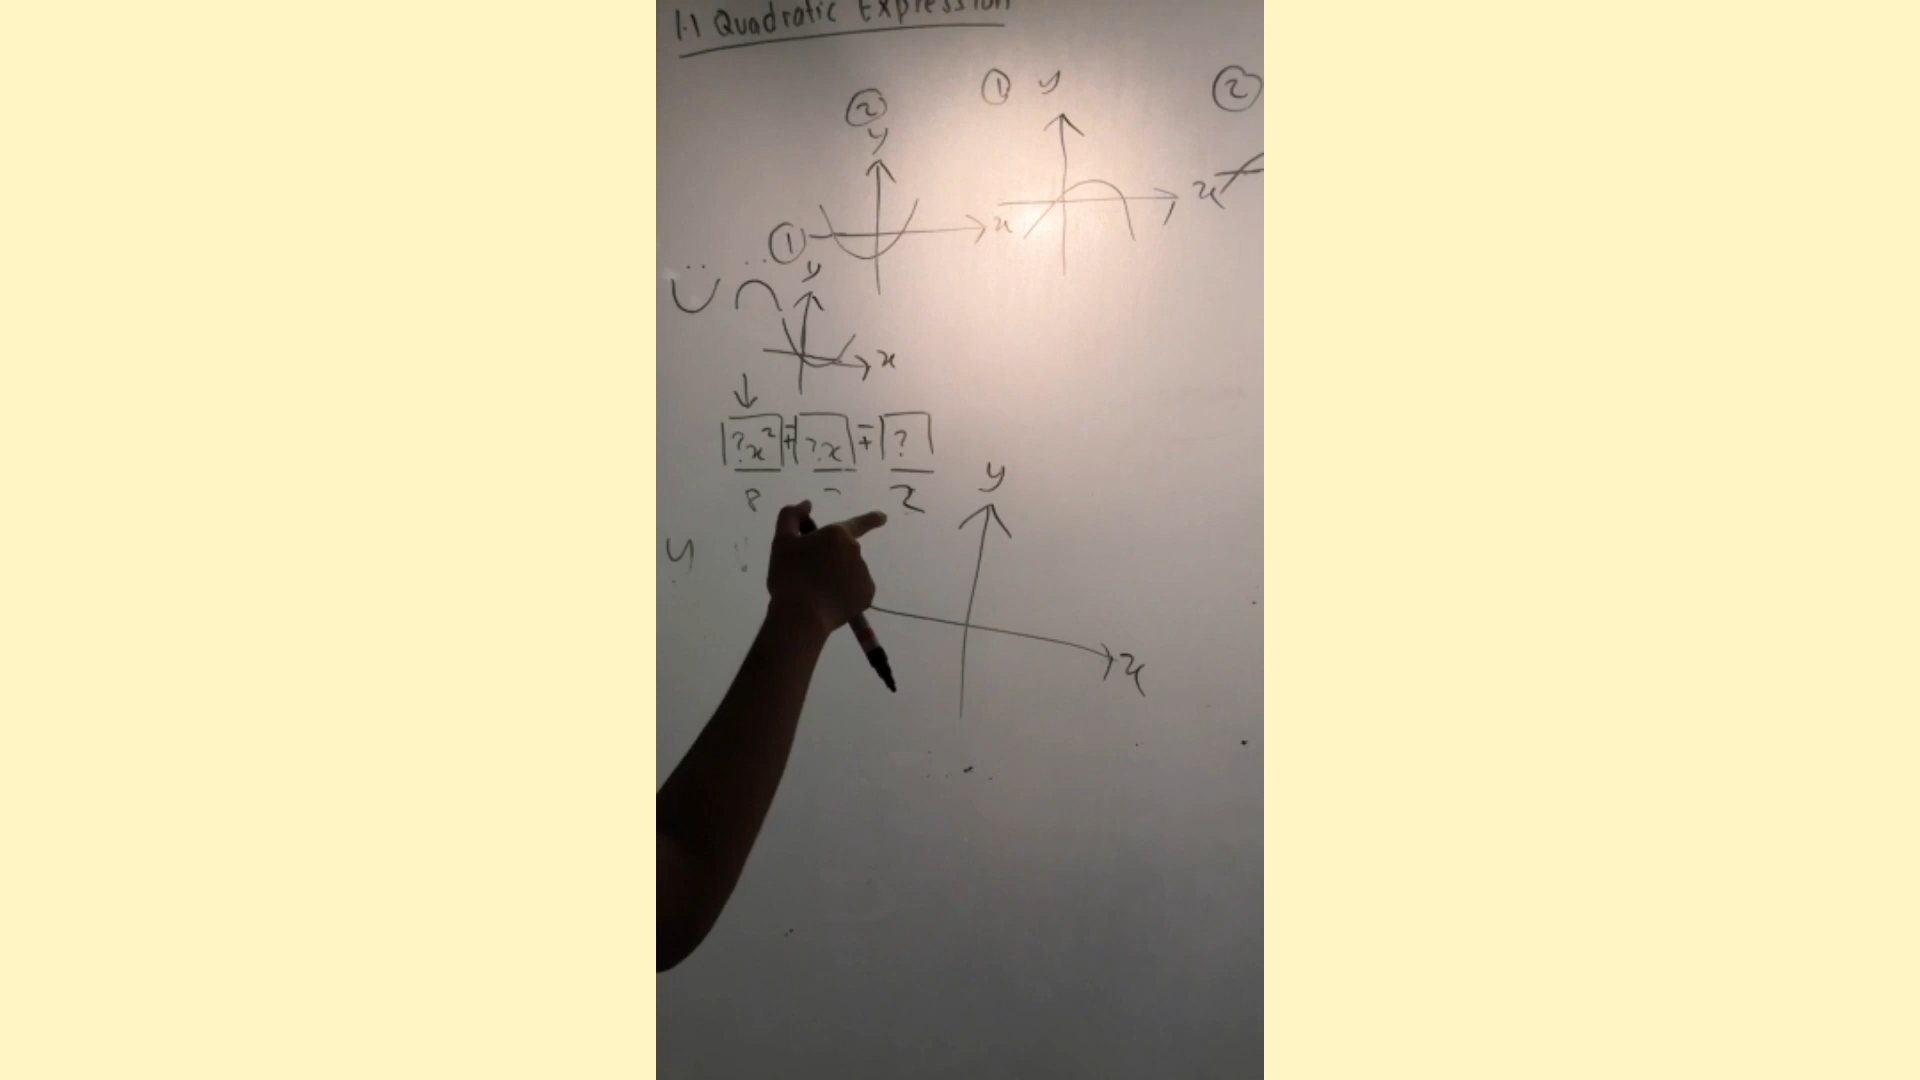 1.1 Quadratic Expression
② y
① y
②
① x
x
y
x
?x² ∓ ?x ∓ ?
y
y
x